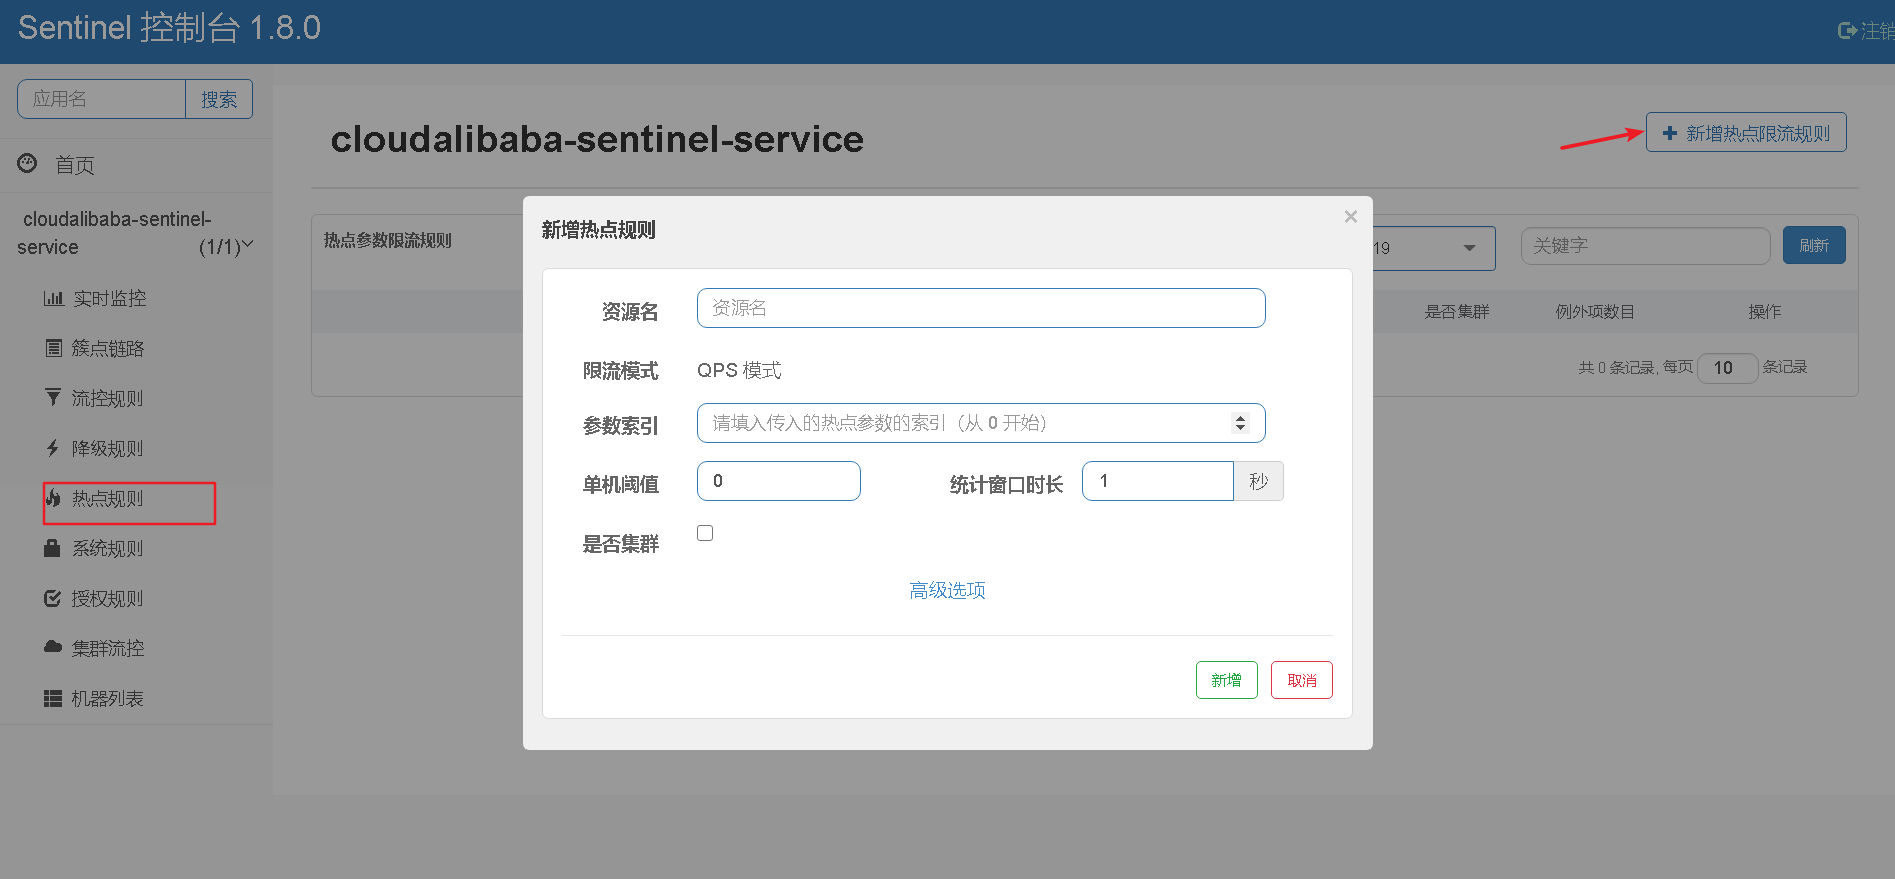 Sentinel 控制台 1.8.0
注销
应用名
搜索
首页
cloudalibaba-sentinel-
service
(1/1)
实时监控
簇点链路
流控规则
降级规则
热点规则
系统规则
授权规则
集群流控
机器列表
cloudalibaba-sentinel-service
新增热点限流规则
热点参数限流规则
19
关键字
刷新
是否集群
例外项数目
操作
共 0 条记录, 每页 10 条记录
新增热点规则
×
资源名
资源名
限流模式
QPS 模式
参数索引
请填入传入的热点参数的索引（从 0 开始）
单机阈值
0
统计窗口时长
1
秒
是否集群
高级选项
新增
取消